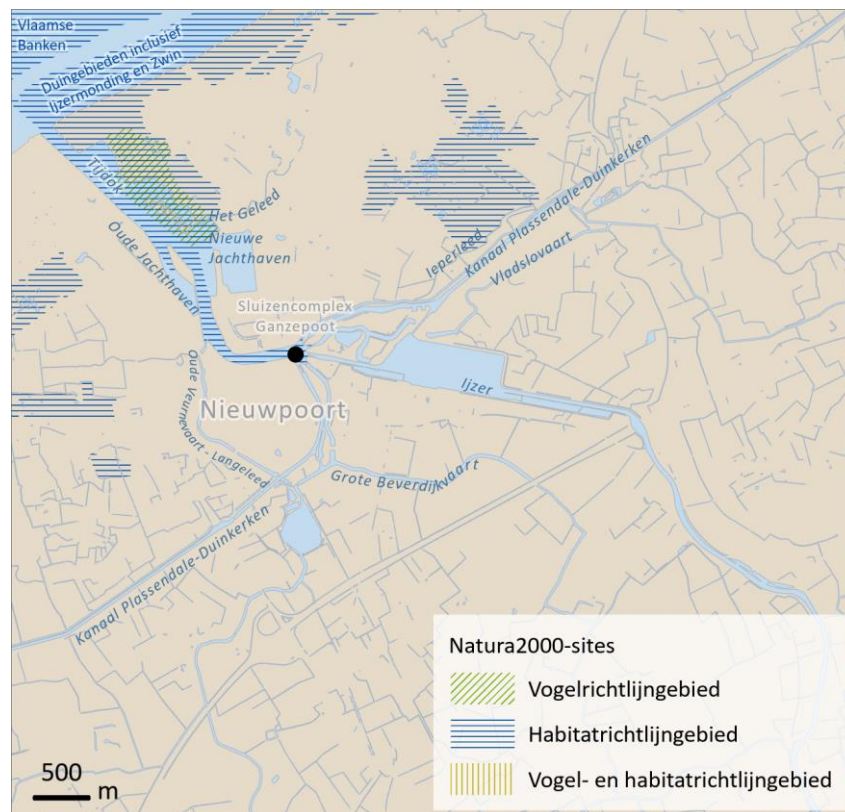 Vlaamse
Banken
Duingebieden inclusief
Ijzermonding en Zwin
Tijdok
Het Geleed
Nieuwe
Jachthaven
Oude Jachthaven
Ieperleed
Kanaal Plassendale-Duinkerken
Vladslovaart
Sluizencomplex
Ganzepoot
Oude Veurnevaart - Langeleed
Nieuwpoort
Ijzer
Grote Beverdijkvaart
Kanaal Plassendale-Duinkerken
Natura2000-sites
Vogelrichtlijngebied
Habitatrichtlijngebied
Vogel- en habitatrichtlijngebied
500
m